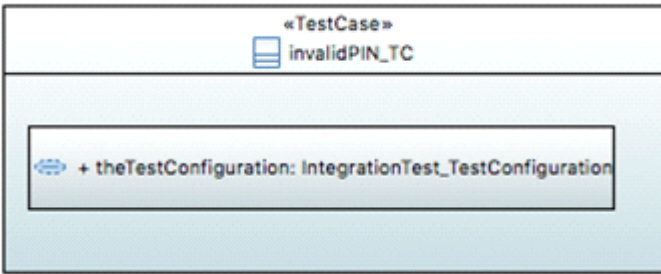 «TestCase»
invalidPIN_TC
+ theTestConfiguration: IntegrationTest_TestConfiguration